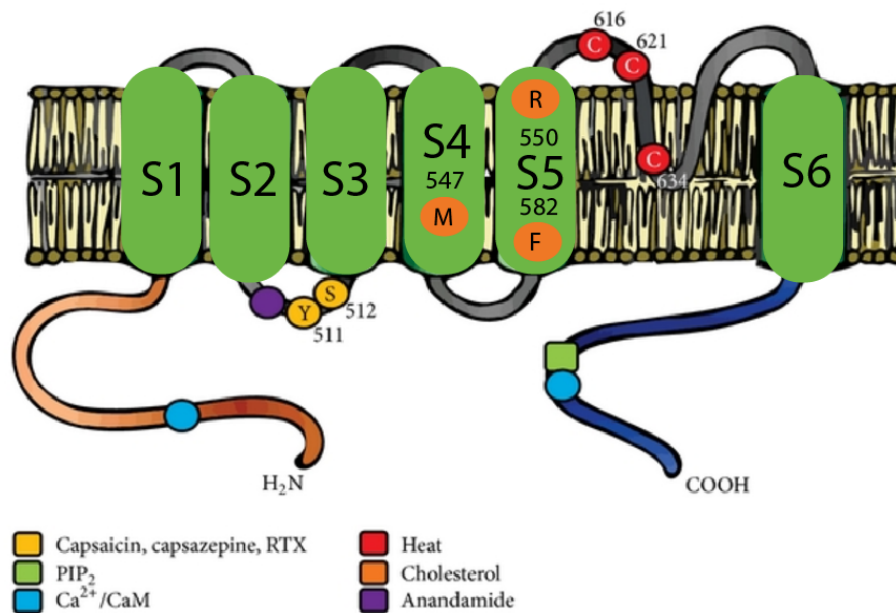 616
621
C
C
R
550
S1
S2
S3
S4
547
S5
582
S6
C
634
M
F
S
512
Y
511
H₂N
COOH
Capsaicin, capsazepine, RTX
PIP₂
Ca²⁺/CaM
Heat
Cholesterol
Anandamide